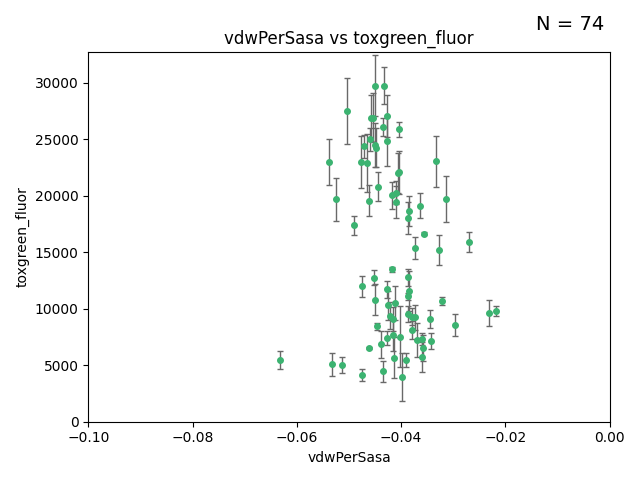 N = 74
vdwPerSasa vs toxgreen_fluor
30000
25000
20000
15000
10000
5000
0
toxgreen_fluor
−0.10 −0.08 −0.06 −0.04 −0.02 0.00
vdwPerSasa